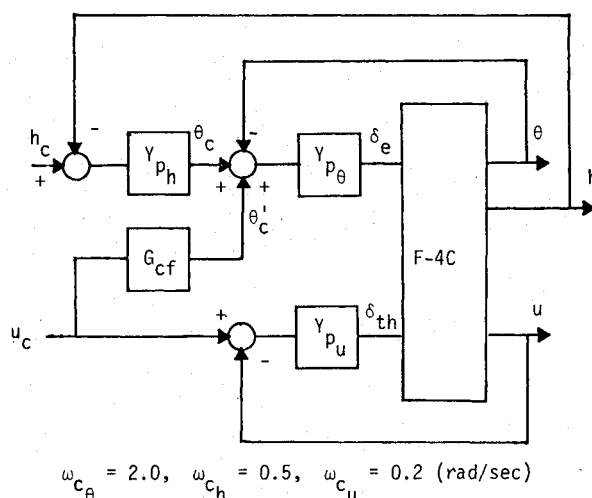 h_c
+
-
Y_p_h
θ_c
+
+
θ_c'
-
Y_p_θ
δ_e
F-4C
θ
h
G_cf
u_c
+
-
Y_p_u
δ_th
u
ω_c_θ = 2.0, ω_c_h = 0.5, ω_c_u = 0.2 (rad/sec)